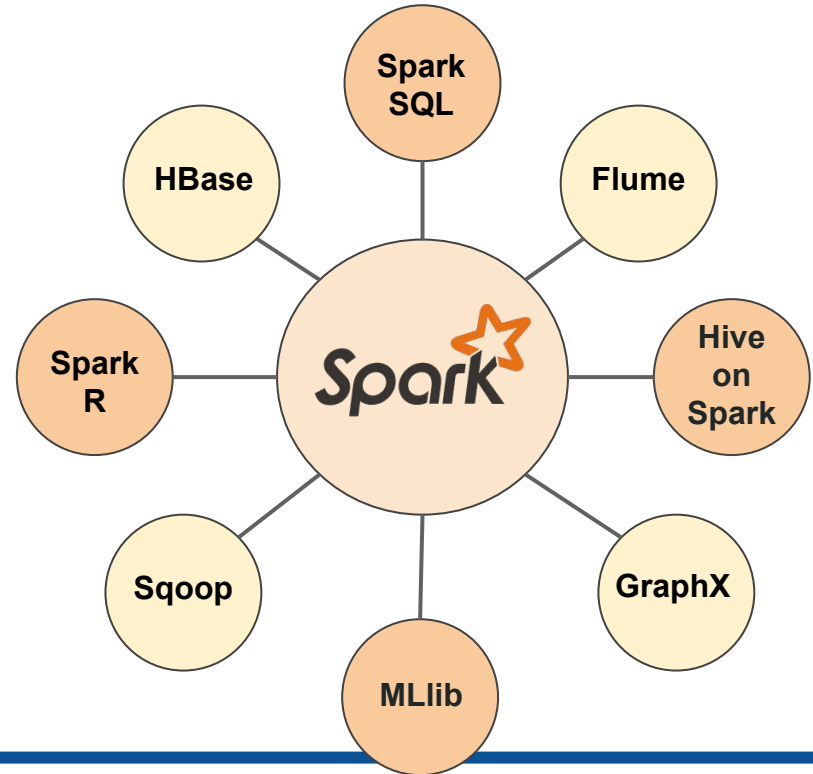 Spark
SQL
HBase
Flume
Spark
R
Spark
Hive
on
Spark
Sqoop
GraphX
MLlib